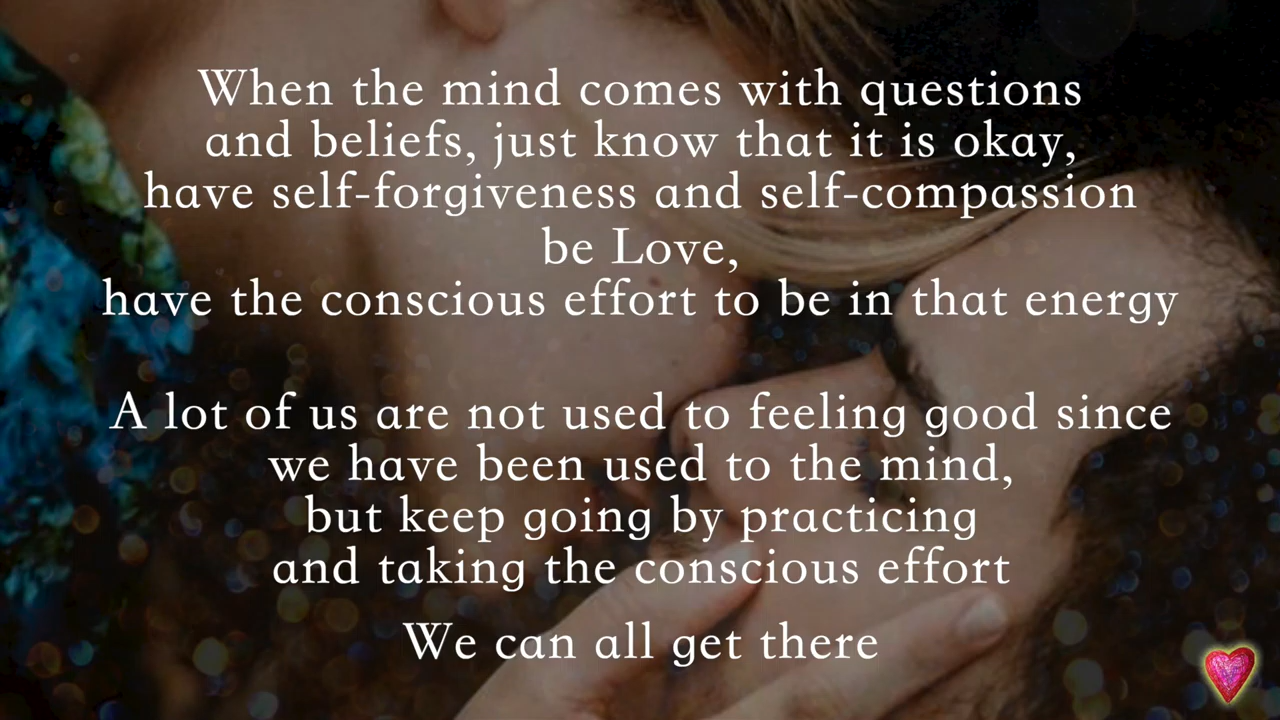 When the mind comes with questions
and beliefs, just know that it is okay,
have self-forgiveness and self-compassion
be Love,
have the conscious effort to be in that energy
A lot of us are not used to feeling good since
we have been used to the mind,
but keep going by practicing
and taking the conscious effort
We can all get there